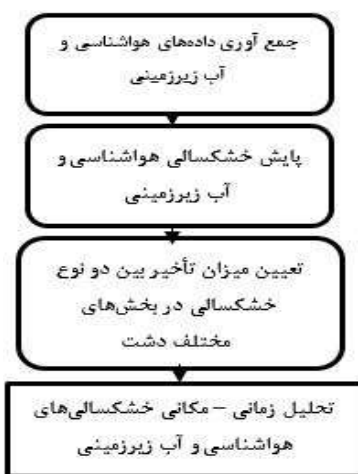 جمع آوری داده‌های هواشناسی و
آب زیرزمینی
پایش خشکسالی هواشناسی و
آب زیرزمینی
تعیین میزان تأخیر بین دو نوع
خشکسالی در بخش‌های
مختلف دشت
تحلیل زمانی – مکانی خشکسالی‌های
هواشناسی و آب زیرزمینی